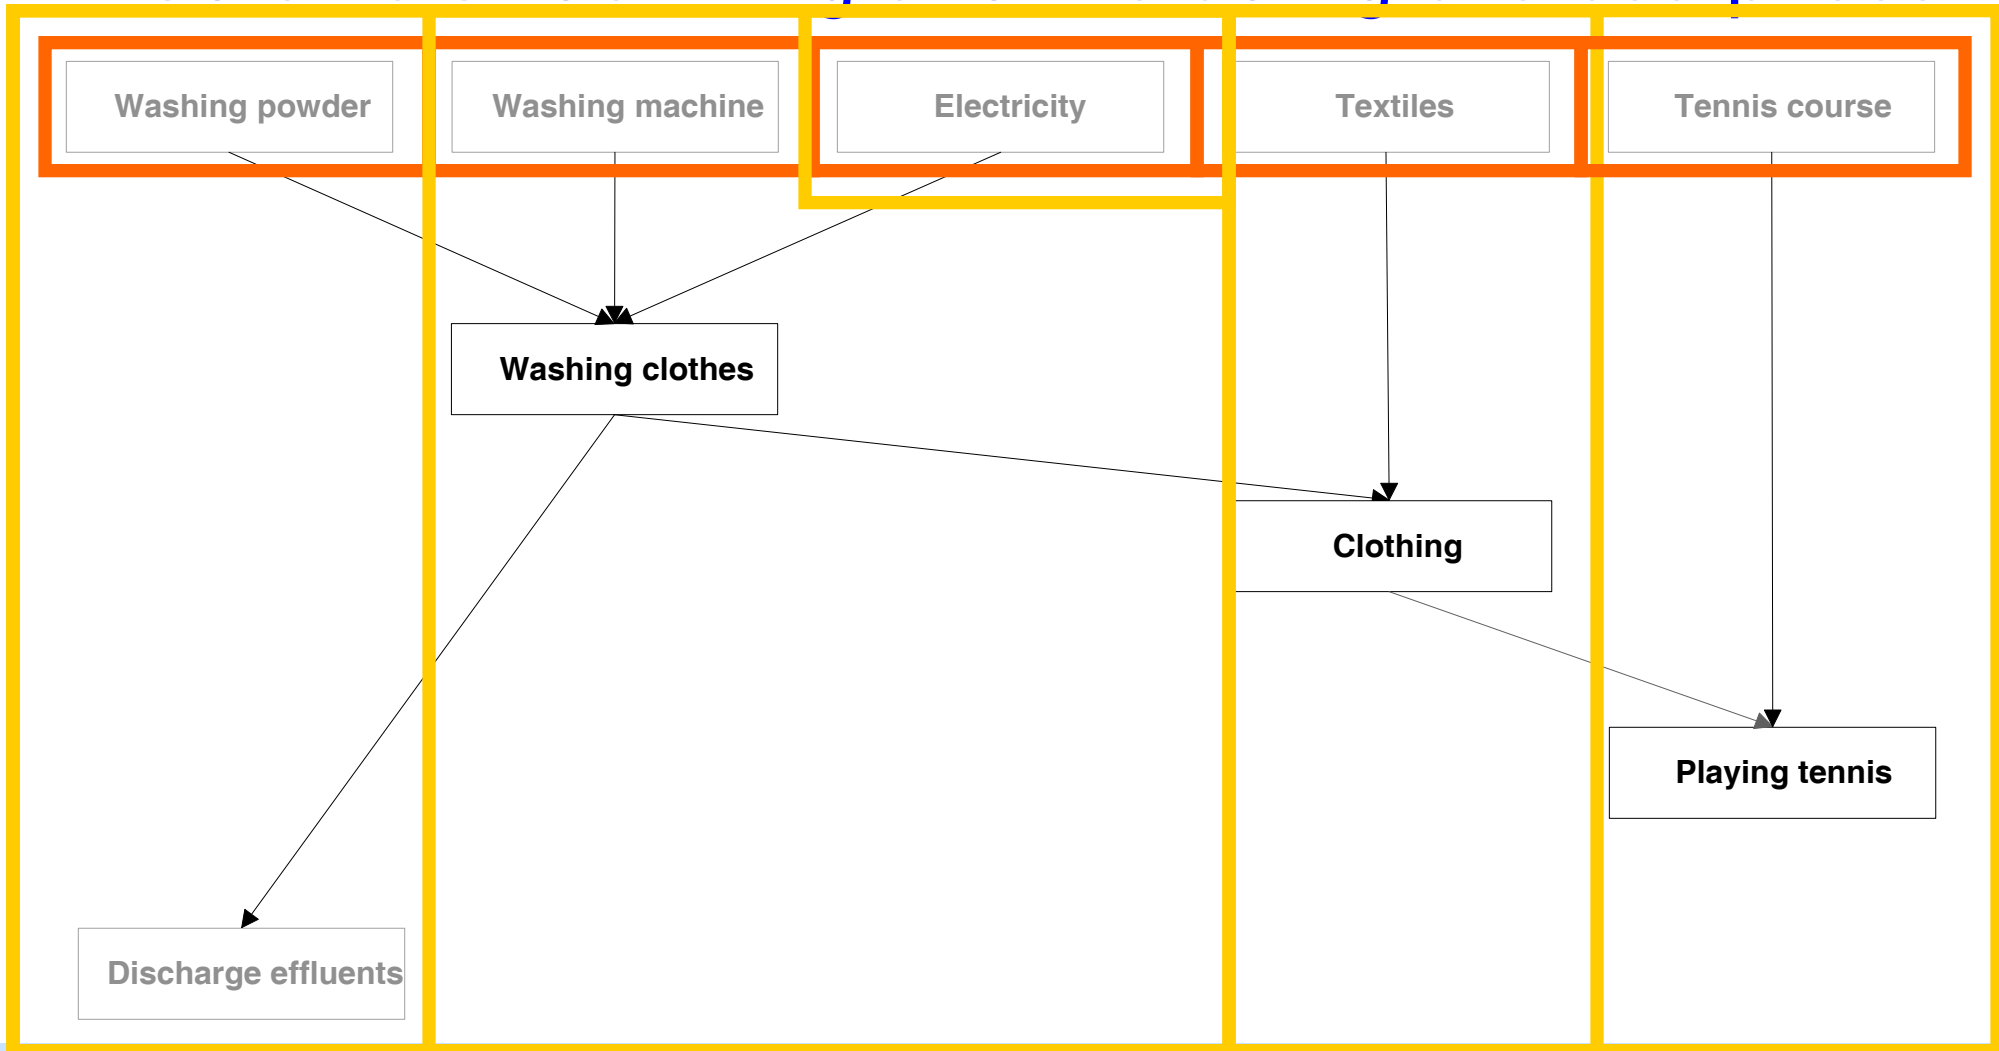 Washing powder
Washing machine
Electricity
Textiles
Tennis course
Washing clothes
Clothing
Playing tennis
Discharge effluents